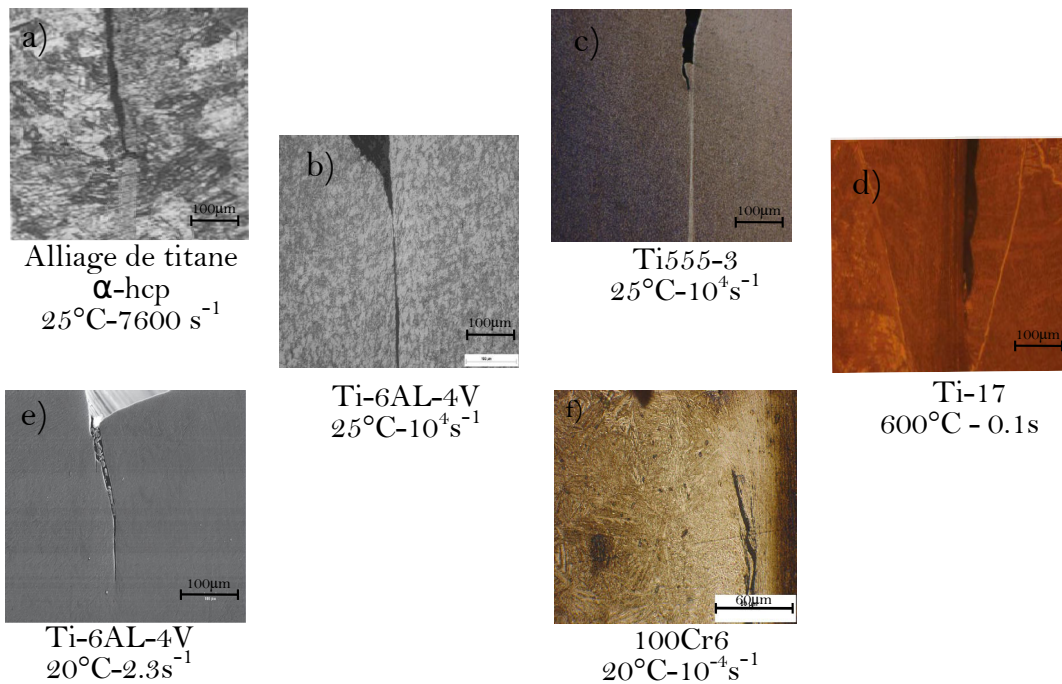 a)
100μm
Alliage de titane
α-hcp
25°C-7600 s⁻¹
b)
100μm
Ti-6AL-4V
25°C-10⁴s⁻¹
c)
100μm
Ti555-3
25°C-10⁴s⁻¹
d)
100μm
Ti-17
600°C - 0.1s
e)
100μm
Ti-6AL-4V
20°C-2.3s⁻¹
f)
60μm
100Cr6
20°C-10⁻⁴s⁻¹